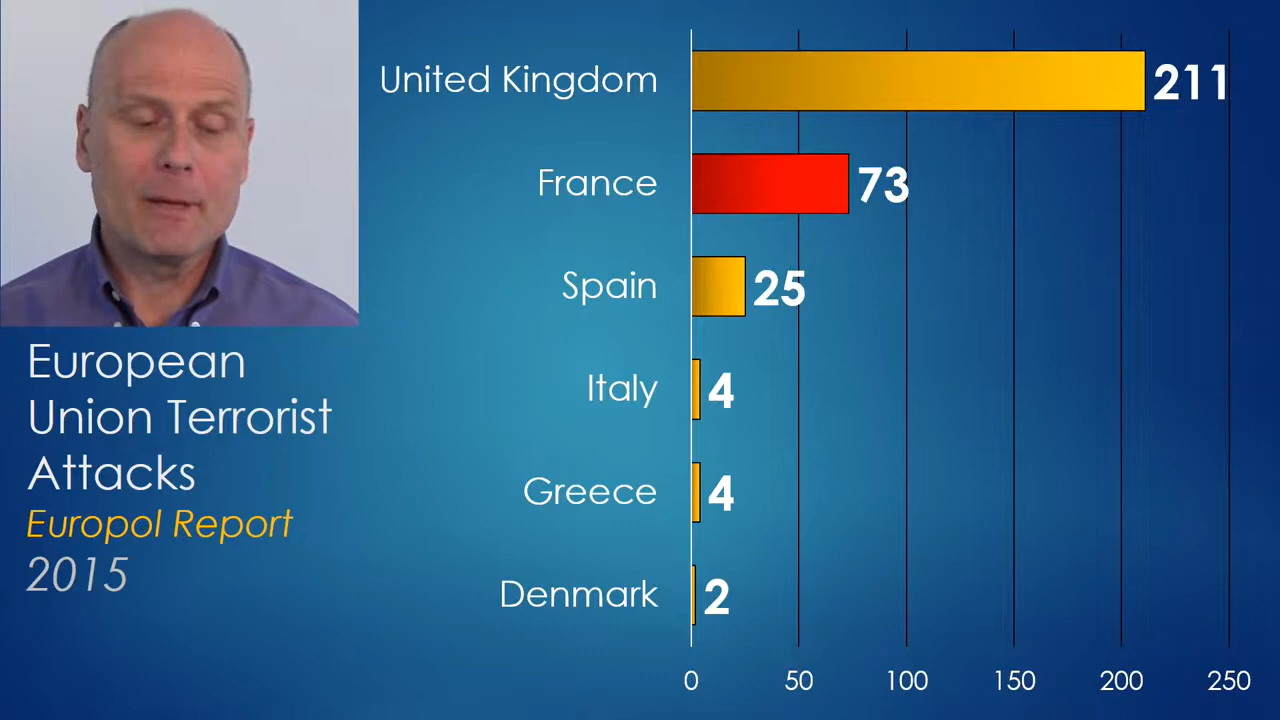 United Kingdom 211
France 73
Spain 25
Italy 4
Greece 4
Denmark 2
0 50 100 150 200 250
European
Union Terrorist
Attacks
Europol Report
2015